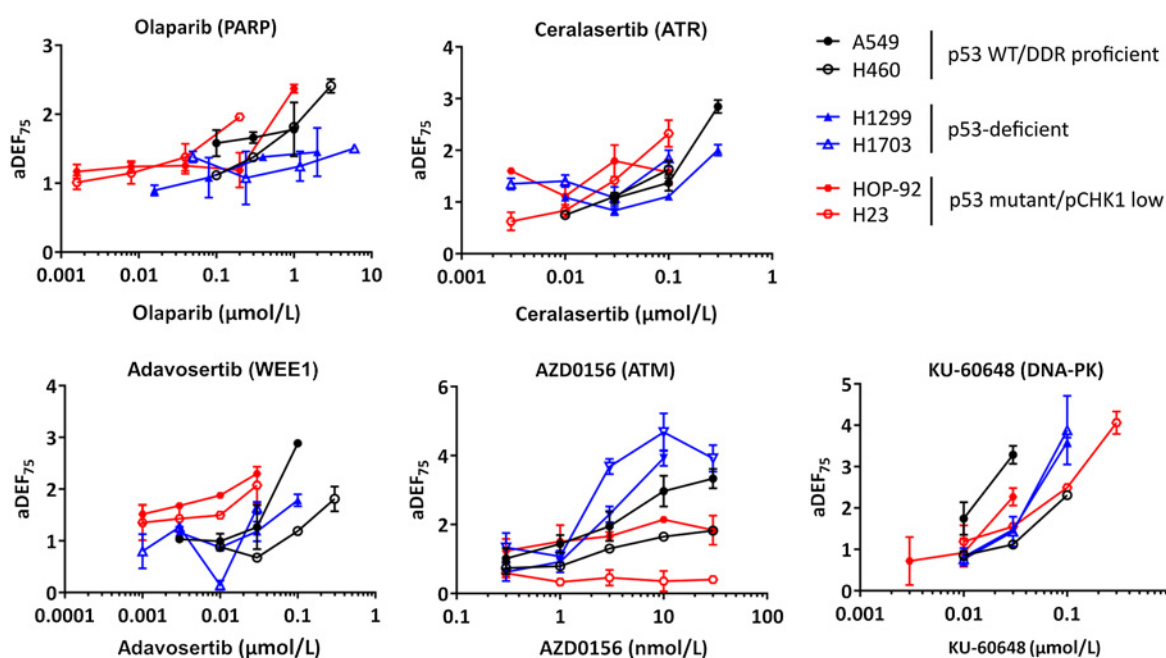 Olaparib (PARP)
aDEF75
3
2
1
0
0.001
0.01
0.1
1
10
Olaparib (µmol/L)
Ceralasertib (ATR)
aDEF75
4
3
2
1
0
0.001
0.01
0.1
1
Ceralasertib (µmol/L)
A549
H460
p53 WT/DDR proficient
H1299
H1703
p53-deficient
HOP-92
H23
p53 mutant/pCHK1 low
Adavosertib (WEE1)
aDEF75
4
3
2
1
0
0.0001
0.001
0.01
0.1
1
Adavosertib (µmol/L)
AZD0156 (ATM)
aDEF75
6
4
2
0
0.1
1
10
100
AZD0156 (nmol/L)
KU-60648 (DNA-PK)
aDEF75
5
4
3
2
1
0
0.001
0.01
0.1
1
KU-60648 (µmol/L)